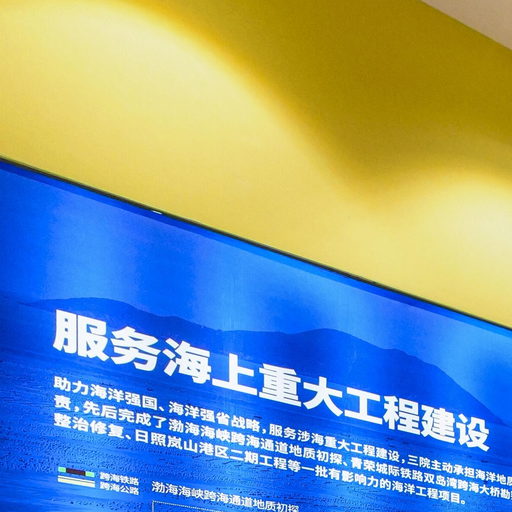 服务海上重大工程建设
助力海洋强国、海洋强省战略，服务涉海重大工程建设，三院主动承担海洋地质
责，先后完成了渤海海峡跨海通道地质初探、青荣城际铁路双岛湾跨海大桥勘
整治修复、日照岚山港区二期工程等一批有影响力的海洋工程项目。
跨海铁路
跨海公路
渤海海峡跨海通道地质初探